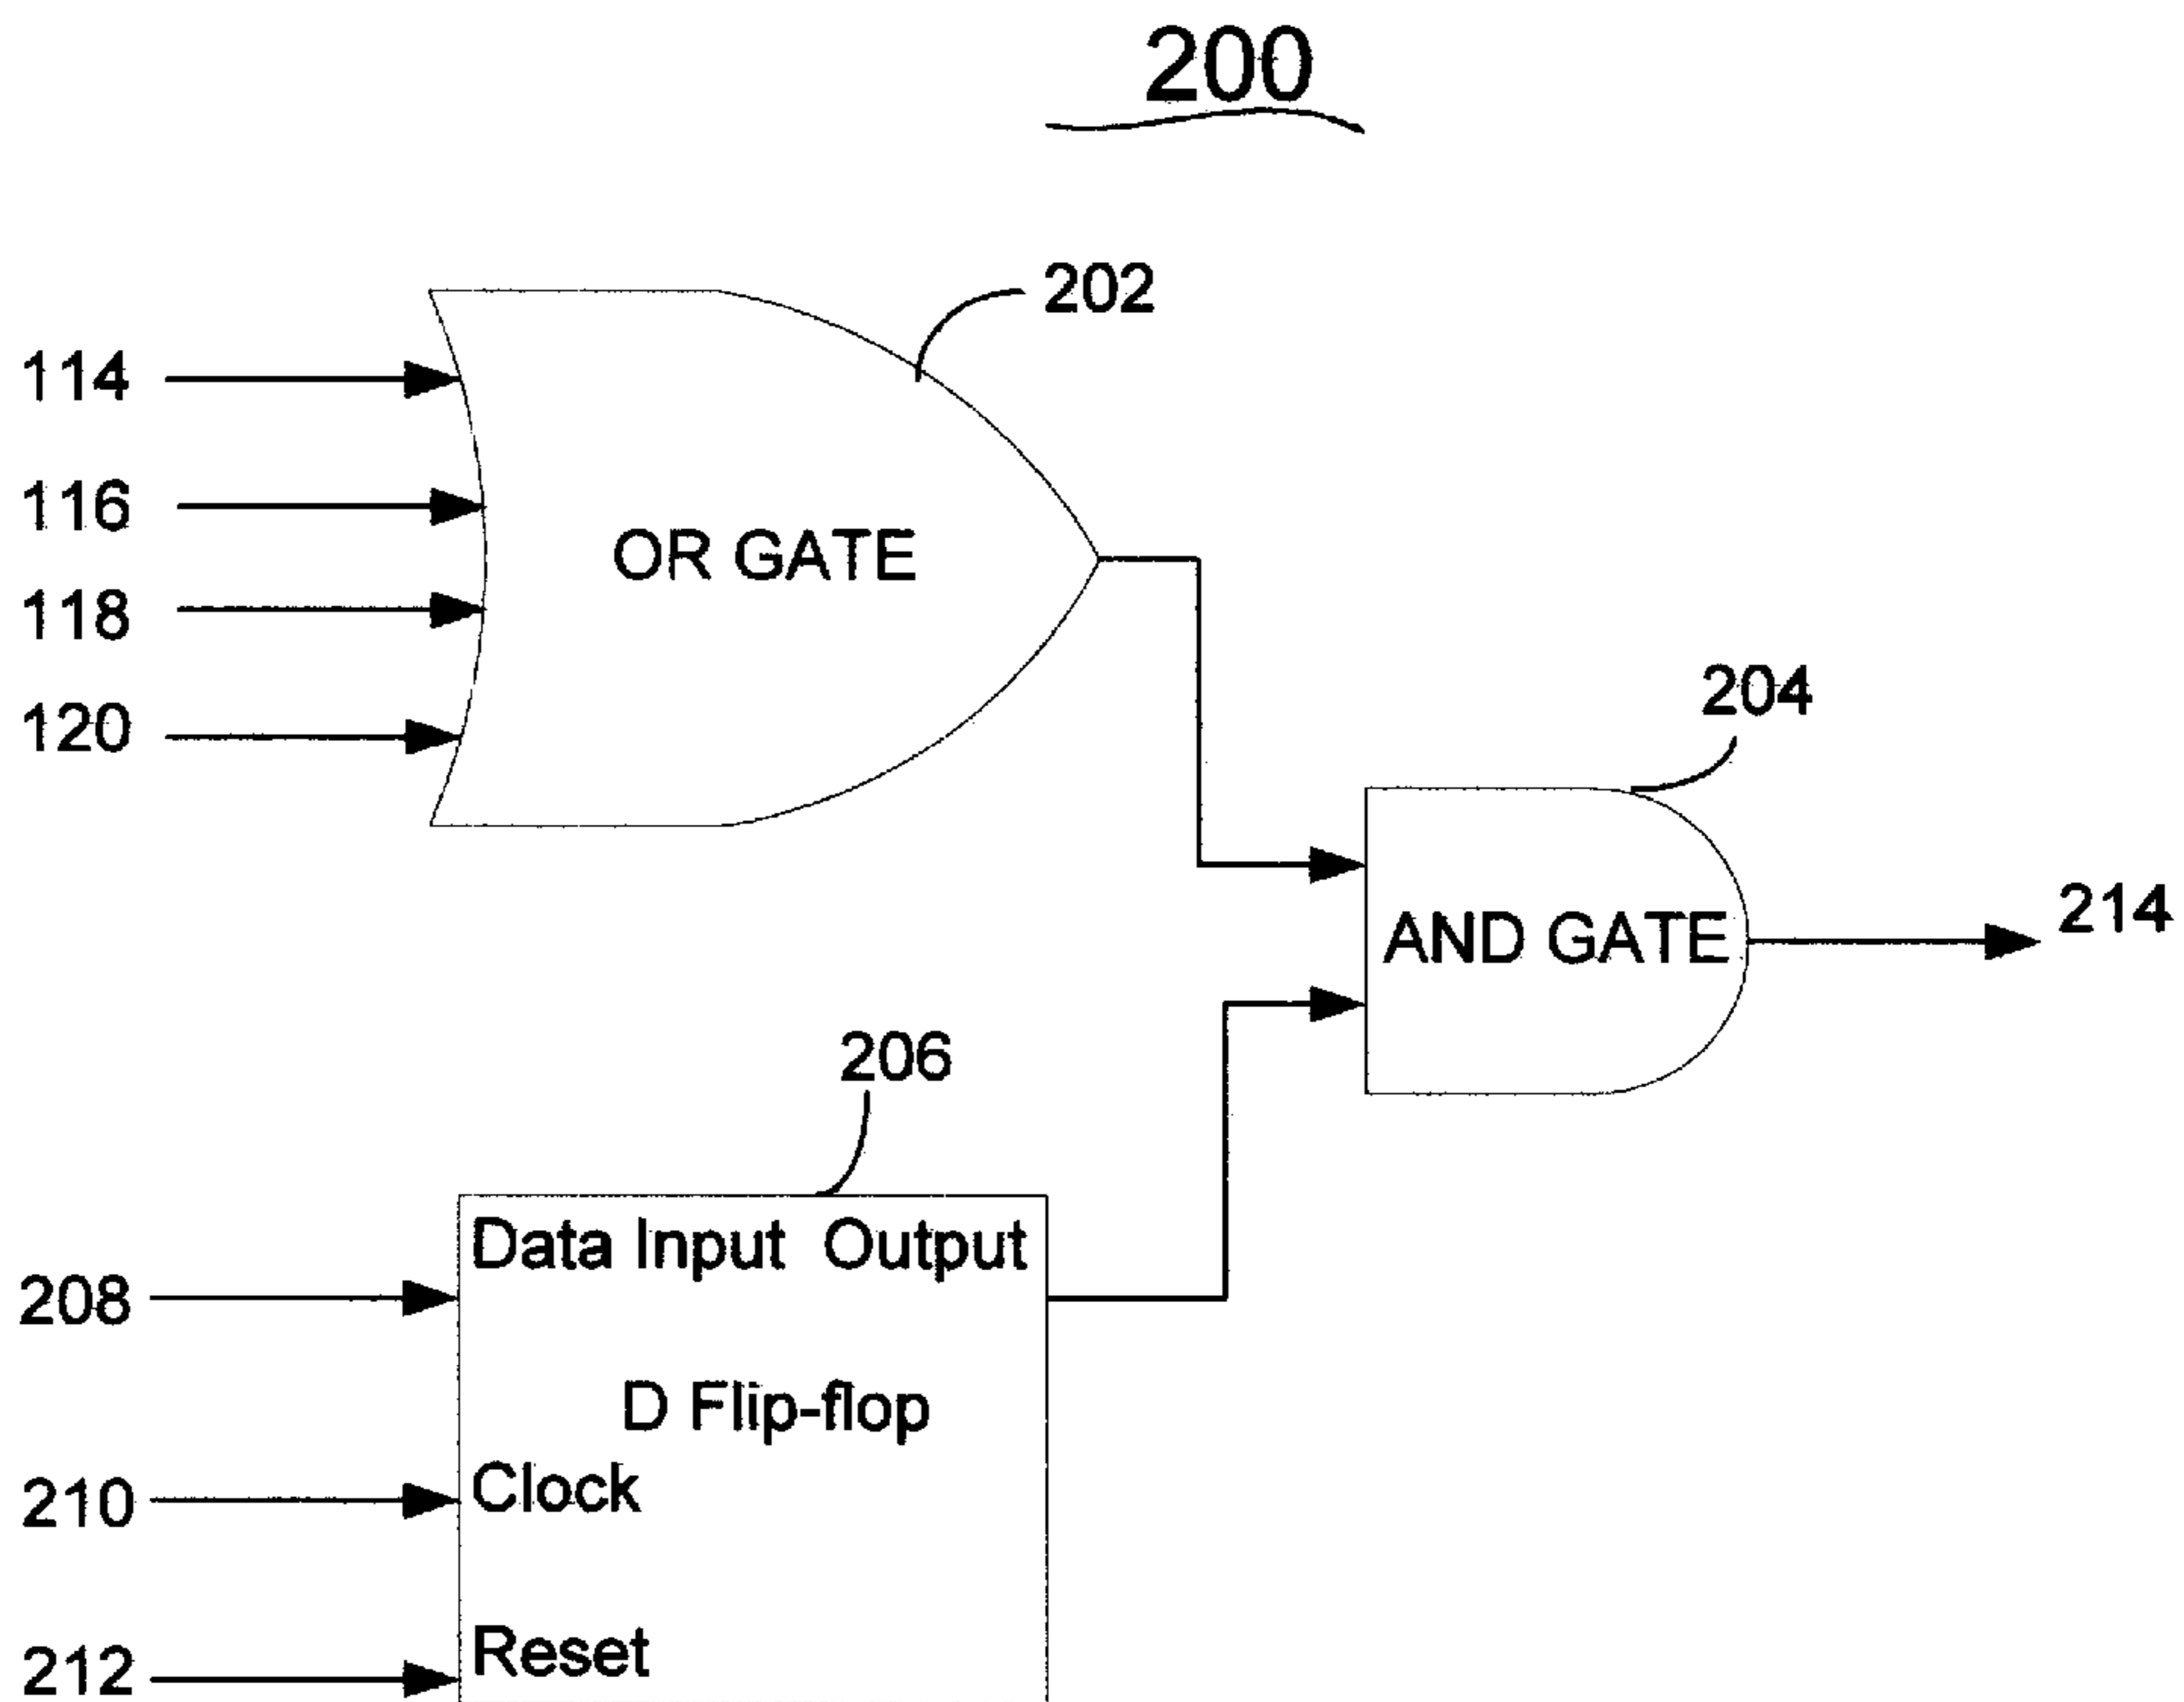 200
202
114
116
OR GATE
118
120
204
AND GATE
214
206
Data Input Output
208
D Flip-flop
Clock
210
Reset
212